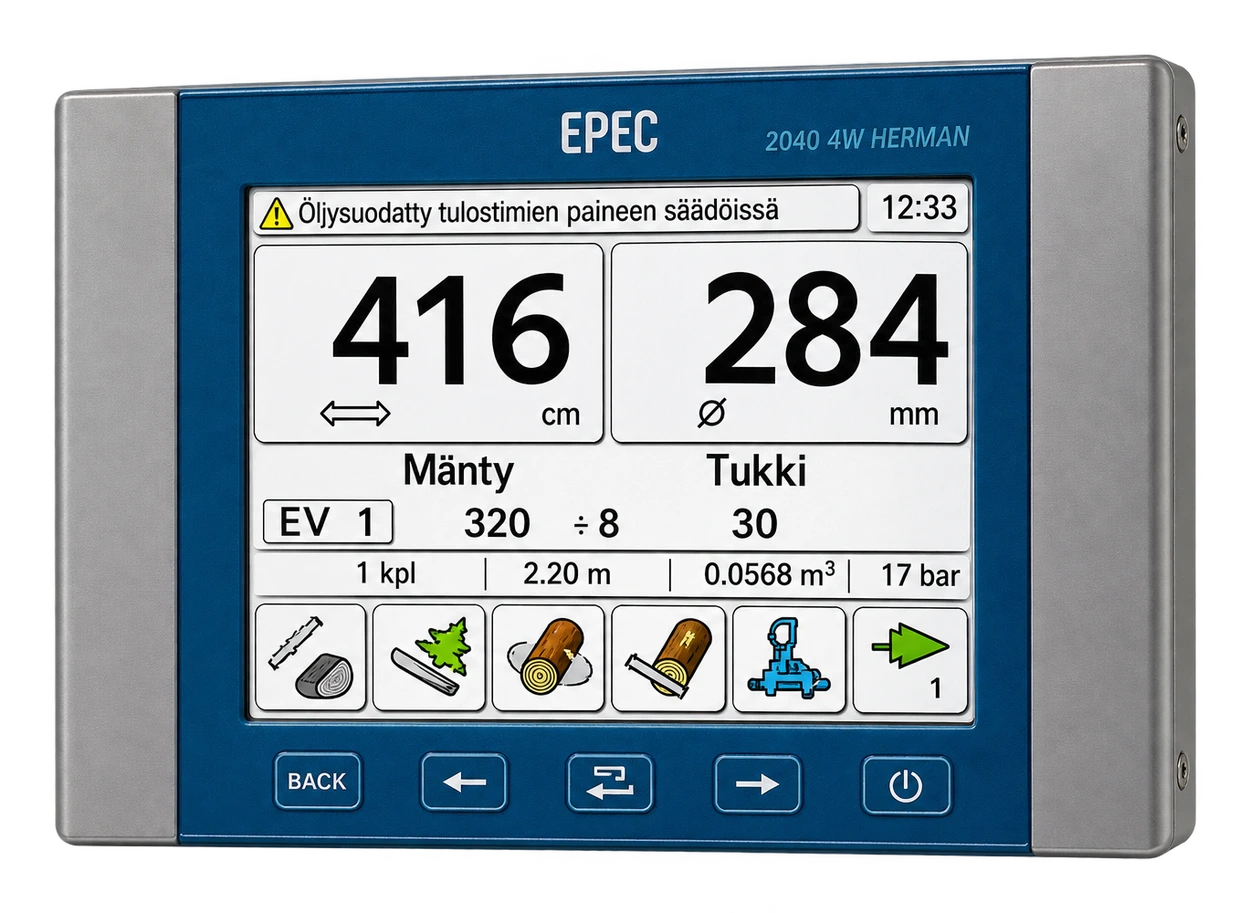 EPEC
2040 4W HERMAN
Öljysuodatty tulostimien paineen säädöissä
12:33
416
cm
284
Ø
mm
Mänty
Tukki
EV 1
320
÷ 8
30
1 kpl
2.20 m
0.0568 m³
17 bar
1
BACK